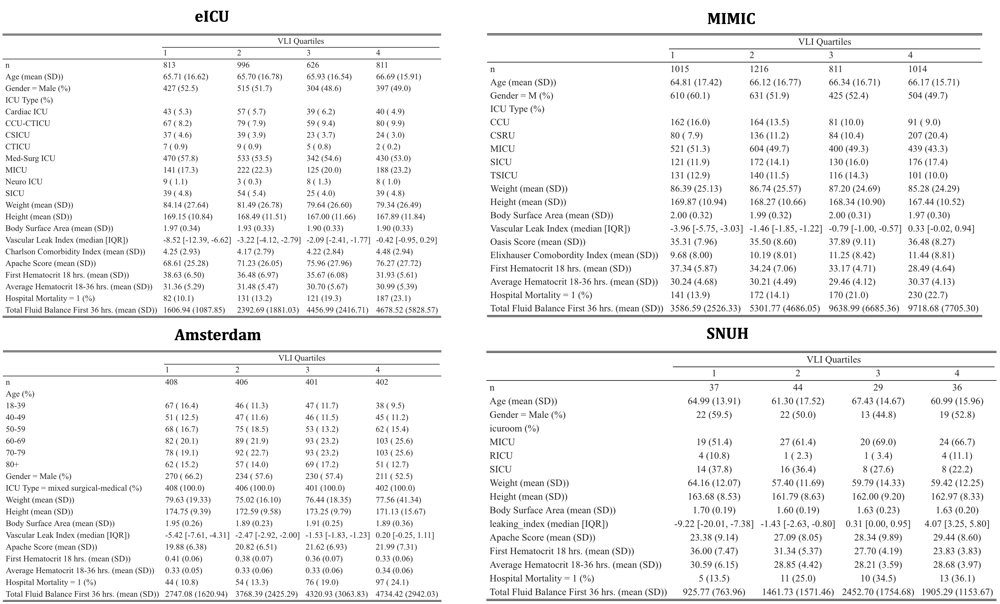 eICU
VLI Quartiles
1 2 3 4
n 813 996 626 811
Age (mean (SD)) 65.71 (16.62) 65.70 (16.78) 65.93 (16.54) 66.69 (15.91)
Gender = Male (%) 427 (52.5) 515 (51.7) 304 (48.6) 397 (49.0)
ICU Type (%)
Cardiac ICU 43 ( 5.3) 57 ( 5.7) 39 ( 6.2) 40 ( 4.9)
CCU-CTICU 67 ( 8.2) 79 ( 7.9) 59 ( 9.4) 80 ( 9.9)
CSICU 37 ( 4.6) 39 ( 3.9) 23 ( 3.7) 24 ( 3.0)
CTICU 7 ( 0.9) 9 ( 0.9) 5 ( 0.8) 2 ( 0.2)
Med-Surg ICU 470 (57.8) 533 (53.5) 342 (54.6) 430 (53.0)
MICU 141 (17.3) 222 (22.3) 125 (20.0) 188 (23.2)
Neuro ICU 9 ( 1.1) 3 ( 0.3) 8 ( 1.3) 8 ( 1.0)
SICU 39 ( 4.8) 54 ( 5.4) 25 ( 4.0) 39 ( 4.8)
Weight (mean (SD)) 84.14 (27.64) 81.49 (26.78) 79.64 (26.60) 79.34 (26.49)
Height (mean (SD)) 169.15 (10.84) 168.49 (11.51) 167.00 (11.66) 167.89 (11.84)
Body Surface Area (mean (SD)) 1.97 (0.34) 1.93 (0.33) 1.90 (0.33) 1.90 (0.33)
Vascular Leak Index (median [IQR]) -8.52 [-12.39, -6.62] -3.22 [-4.12, -2.79] -2.09 [-2.41, -1.77] -0.42 [-0.95, 0.29]
Charlson Comorbidity Index (mean (SD)) 4.25 (2.93) 4.17 (2.79) 4.22 (2.84) 4.48 (2.94)
Apache Score (mean (SD)) 68.61 (25.28) 71.23 (26.05) 75.96 (27.96) 76.27 (27.72)
First Hematocrit 18 hrs. (mean (SD)) 38.63 (6.50) 36.48 (6.97) 35.67 (6.08) 31.93 (5.61)
Average Hematocrit 18-36 hrs. (mean (SD)) 31.36 (5.29) 31.48 (5.47) 30.70 (5.67) 30.99 (5.39)
Hospital Mortality = 1 (%) 82 (10.1) 131 (13.2) 121 (19.3) 187 (23.1)
Total Fluid Balance First 36 hrs. (mean (SD)) 1606.94 (1087.85) 2392.69 (1881.03) 4456.99 (2416.71) 4678.52 (5828.57)
MIMIC
VLI Quartiles
1 2 3 4
n 1015 1216 811 1014
Age (mean (SD)) 64.81 (17.42) 66.12 (16.77) 66.34 (16.71) 66.17 (15.71)
Gender = M (%) 610 (60.1) 631 (51.9) 425 (52.4) 504 (49.7)
ICU Type (%)
CCU 162 (16.0) 164 (13.5) 81 (10.0) 91 ( 9.0)
CSRU 80 ( 7.9) 136 (11.2) 84 (10.4) 207 (20.4)
MICU 521 (51.3) 604 (49.7) 400 (49.3) 439 (43.3)
SICU 121 (11.9) 172 (14.1) 130 (16.0) 176 (17.4)
TSICU 131 (12.9) 140 (11.5) 116 (14.3) 101 (10.0)
Weight (mean (SD)) 86.39 (25.13) 86.74 (25.57) 87.20 (24.69) 85.28 (24.29)
Height (mean (SD)) 169.87 (10.94) 168.27 (10.66) 168.34 (10.90) 167.44 (10.52)
Body Surface Area (mean (SD)) 2.00 (0.32) 1.99 (0.32) 2.00 (0.31) 1.97 (0.30)
Vascular Leak Index (median [IQR]) -3.96 [-5.75, -3.03] -1.46 [-1.85, -1.22] -0.79 [-1.00, -0.57] 0.33 [-0.02, 0.94]
Oasis Score (mean (SD)) 35.31 (7.96) 35.50 (8.60) 37.89 (9.11) 36.48 (8.27)
Elixhauser Comobordity Index (mean (SD)) 9.68 (8.00) 10.19 (8.01) 11.25 (8.42) 11.44 (8.81)
First Hematocrit 18 hrs. (mean (SD)) 37.34 (5.87) 34.24 (7.06) 33.17 (4.71) 28.49 (4.64)
Average Hematocrit 18-36 hrs. (mean (SD)) 30.24 (4.68) 30.21 (4.49) 29.46 (4.12) 30.37 (4.13)
Hospital Mortality = 1 (%) 141 (13.9) 172 (14.1) 170 (21.0) 230 (22.7)
Total Fluid Balance First 36 hrs. (mean (SD)) 3586.59 (2526.33) 5301.77 (4686.05) 9638.99 (6685.36) 9718.68 (7705.30)
Amsterdam
VLI Quartiles
1 2 3 4
n 408 406 401 402
Age (%)
18-39 67 ( 16.4) 46 ( 11.3) 47 ( 11.7) 38 ( 9.5)
40-49 51 ( 12.5) 47 ( 11.6) 46 ( 11.5) 45 ( 11.2)
50-59 68 ( 16.7) 75 ( 18.5) 53 ( 13.2) 62 ( 15.4)
60-69 82 ( 20.1) 89 ( 21.9) 93 ( 23.2) 103 ( 25.6)
70-79 78 ( 19.1) 92 ( 22.7) 93 ( 23.2) 103 ( 25.6)
80+ 62 ( 15.2) 57 ( 14.0) 69 ( 17.2) 51 ( 12.7)
Gender = Male (%) 270 ( 66.2) 234 ( 57.6) 230 ( 57.4) 211 ( 52.5)
ICU Type = mixed surgical-medical (%) 408 (100.0) 406 (100.0) 401 (100.0) 402 (100.0)
Weight (mean (SD)) 79.63 (19.33) 75.02 (16.10) 76.44 (18.35) 77.56 (41.34)
Height (mean (SD)) 174.75 (9.39) 172.59 (9.58) 173.25 (9.79) 171.13 (15.67)
Body Surface Area (mean (SD)) 1.95 (0.26) 1.89 (0.23) 1.91 (0.25) 1.89 (0.36)
Vascular Leak Index (median [IQR]) -5.42 [-7.61, -4.31] -2.47 [-2.92, -2.00] -1.53 [-1.83, -1.23] 0.20 [-0.25, 1.11]
Apache Score (mean (SD)) 19.88 (6.38) 20.82 (6.51) 21.62 (6.93) 21.99 (7.31)
First Hematocrit 18 hrs. (mean (SD)) 0.41 (0.06) 0.38 (0.07) 0.36 (0.07) 0.33 (0.06)
Average Hematocrit 18-36 hrs. (mean (SD)) 0.33 (0.05) 0.33 (0.06) 0.33 (0.06) 0.34 (0.06)
Hospital Mortality = 1 (%) 44 ( 10.8) 54 ( 13.3) 76 ( 19.0) 97 ( 24.1)
Total Fluid Balance First 36 hrs. (mean (SD)) 2747.08 (1620.94) 3768.39 (2425.29) 4320.93 (3063.83) 4734.42 (2942.03)
SNUH
VLI Quartiles
1 2 3 4
n 37 44 29 36
Age (mean (SD)) 64.99 (13.91) 61.30 (17.52) 67.43 (14.67) 60.99 (15.96)
Gender = Male (%) 22 (59.5) 22 (50.0) 13 (44.8) 19 (52.8)
icuroom (%)
MICU 19 (51.4) 27 (61.4) 20 (69.0) 24 (66.7)
RICU 4 (10.8) 1 ( 2.3) 1 ( 3.4) 4 (11.1)
SICU 14 (37.8) 16 (36.4) 8 (27.6) 8 (22.2)
Weight (mean (SD)) 64.16 (12.07) 57.40 (11.69) 59.79 (14.33) 59.42 (12.25)
Height (mean (SD)) 163.68 (8.53) 161.79 (8.63) 162.00 (9.20) 162.97 (8.33)
Body Surface Area (mean (SD)) 1.70 (0.19) 1.60 (0.19) 1.63 (0.23) 1.63 (0.20)
leaking_index (median [IQR]) -9.22 [-20.01, -7.38] -1.43 [-2.63, -0.80] 0.31 [0.00, 0.95] 4.07 [3.25, 5.80]
Apache Score (mean (SD)) 23.38 (9.14) 27.09 (8.05) 28.34 (9.89) 29.44 (8.60)
First Hematocrit 18 hrs. (mean (SD)) 36.00 (7.47) 31.34 (5.37) 27.70 (4.19) 23.83 (3.83)
Average Hematocrit 18-36 hrs. (mean (SD)) 30.59 (6.15) 28.85 (4.42) 28.21 (3.59) 28.68 (3.97)
Hospital Mortality = 1 (%) 5 (13.5) 11 (25.0) 10 (34.5) 13 (36.1)
Total Fluid Balance First 36 hrs. (mean (SD)) 925.77 (763.96) 1461.73 (1571.46) 2452.70 (1754.68) 1905.29 (1153.67)